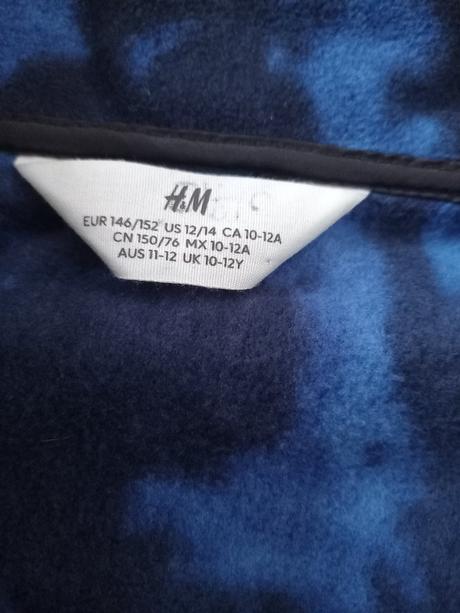 H&M
EUR 146/152 US 12/14 CA 10-12A
CN 150/76 MX 10-12A
AUS 11-12 UK 10-12Y